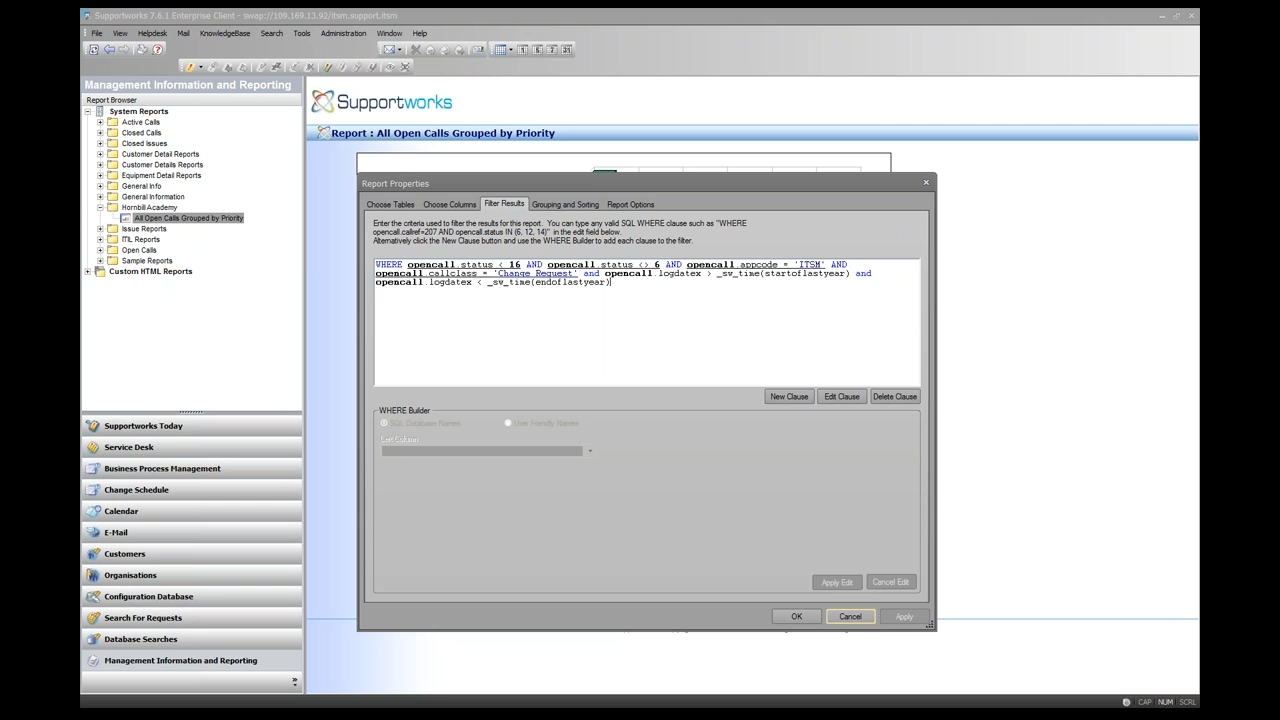 Supportworks 7.6.1 Enterprise Client - swap://109.169.13.92/itsm.support.itsm
File View Helpdesk Mail KnowledgeBase Search Tools Administration Window Help
Management Information and Reporting
Report Browser
System Reports
Active Calls
Closed Calls
Closed Issues
Customer Detail Reports
Customer Details Reports
Equipment Detail Reports
General Info
General Information
Hornbill Academy
All Open Calls Grouped by Priority
Issue Reports
ITIL Reports
Open Calls
Sample Reports
Custom HTML Reports
Supportworks Today
Service Desk
Business Process Management
Change Schedule
Calendar
E-Mail
Customers
Organisations
Configuration Database
Search For Requests
Database Searches
Management Information and Reporting
Supportworks
Report : All Open Calls Grouped by Priority
Report Properties
Choose Tables Choose Columns Filter Results Grouping and Sorting Report Options
Enter the criteria used to filter the results for this report. You can type any valid SQL WHERE clause such as "WHERE
opencall.callref=207 AND opencall.status IN (6, 12, 14)" in the edit field below.
Alternatively click the New Clause button and use the WHERE Builder to add each clause to the filter.
WHERE opencall.status < 16 AND opencall.status <> 6 AND opencall.appcode = 'ITSM' AND
opencall.callclass = 'Change Request' and opencall.logdatex > _sw_time(startoflastyear) and
opencall.logdatex < _sw_time(endoflastyear)
New Clause Edit Clause Delete Clause
WHERE Builder
SQL Database Names User Friendly Names
Left Column
Apply Edit Cancel Edit
OK Cancel Apply
CAP NUM SCRL